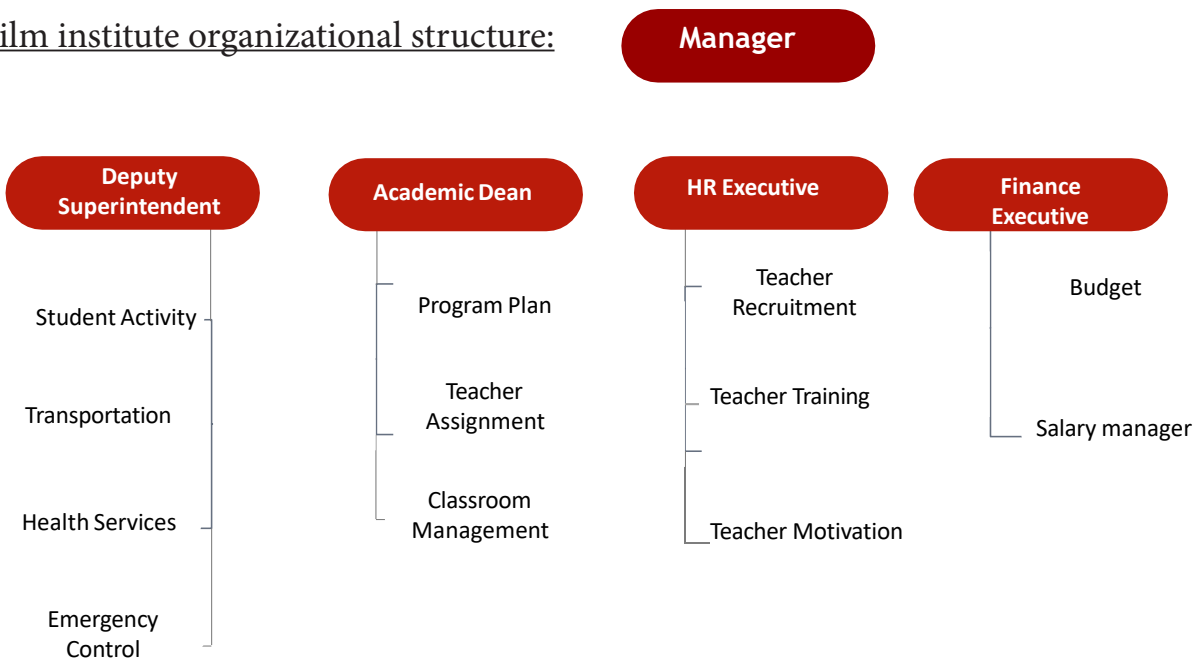 ilm institute organizational structure:
Manager
Deputy
Superintendent
Academic Dean
HR Executive
Finance
Executive
Student Activity
Transportation
Health Services
Emergency
Control
Program Plan
Teacher
Assignment
Classroom
Management
Teacher
Recruitment
Teacher Training
Teacher Motivation
Budget
Salary manager